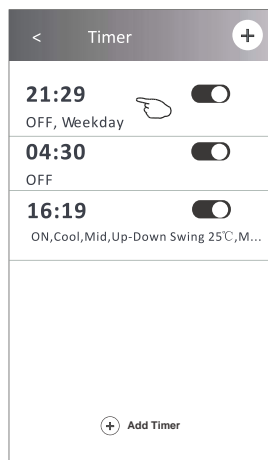 < Timer +
21:29
OFF, Weekday
04:30
OFF
16:19
ON,Cool,Mid,Up-Down Swing 25℃,M...
+ Add Timer